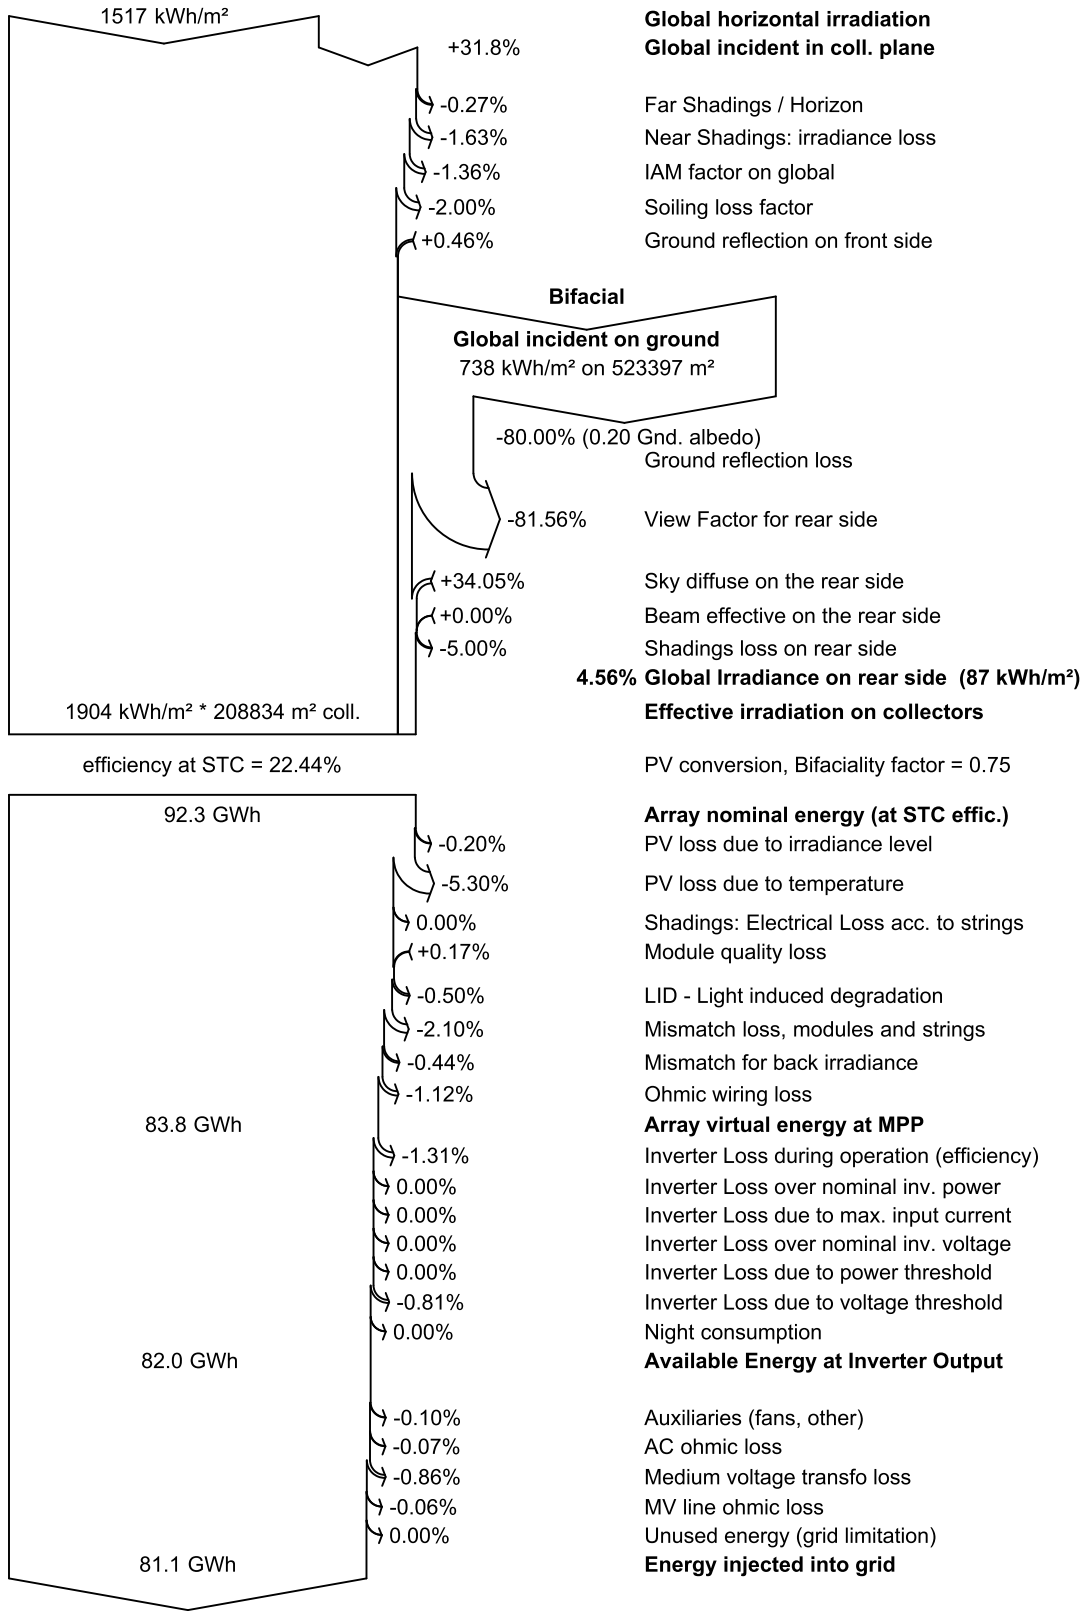 1517 kWh/m² Global horizontal irradiation
+31.8% Global incident in coll. plane
-0.27% Far Shadings / Horizon
-1.63% Near Shadings: irradiance loss
-1.36% IAM factor on global
-2.00% Soiling loss factor
+0.46% Ground reflection on front side
Bifacial
Global incident on ground
738 kWh/m² on 523397 m²
-80.00% (0.20 Gnd. albedo)
Ground reflection loss
-81.56% View Factor for rear side
+34.05% Sky diffuse on the rear side
+0.00% Beam effective on the rear side
-5.00% Shadings loss on rear side
4.56% Global Irradiance on rear side (87 kWh/m²)
1904 kWh/m² * 208834 m² coll. Effective irradiation on collectors
efficiency at STC = 22.44% PV conversion, Bifaciality factor = 0.75
92.3 GWh Array nominal energy (at STC effic.)
-0.20% PV loss due to irradiance level
-5.30% PV loss due to temperature
0.00% Shadings: Electrical Loss acc. to strings
+0.17% Module quality loss
-0.50% LID - Light induced degradation
-2.10% Mismatch loss, modules and strings
-0.44% Mismatch for back irradiance
-1.12% Ohmic wiring loss
83.8 GWh Array virtual energy at MPP
-1.31% Inverter Loss during operation (efficiency)
0.00% Inverter Loss over nominal inv. power
0.00% Inverter Loss due to max. input current
0.00% Inverter Loss over nominal inv. voltage
0.00% Inverter Loss due to power threshold
-0.81% Inverter Loss due to voltage threshold
0.00% Night consumption
82.0 GWh Available Energy at Inverter Output
-0.10% Auxiliaries (fans, other)
-0.07% AC ohmic loss
-0.86% Medium voltage transfo loss
-0.06% MV line ohmic loss
0.00% Unused energy (grid limitation)
81.1 GWh Energy injected into grid